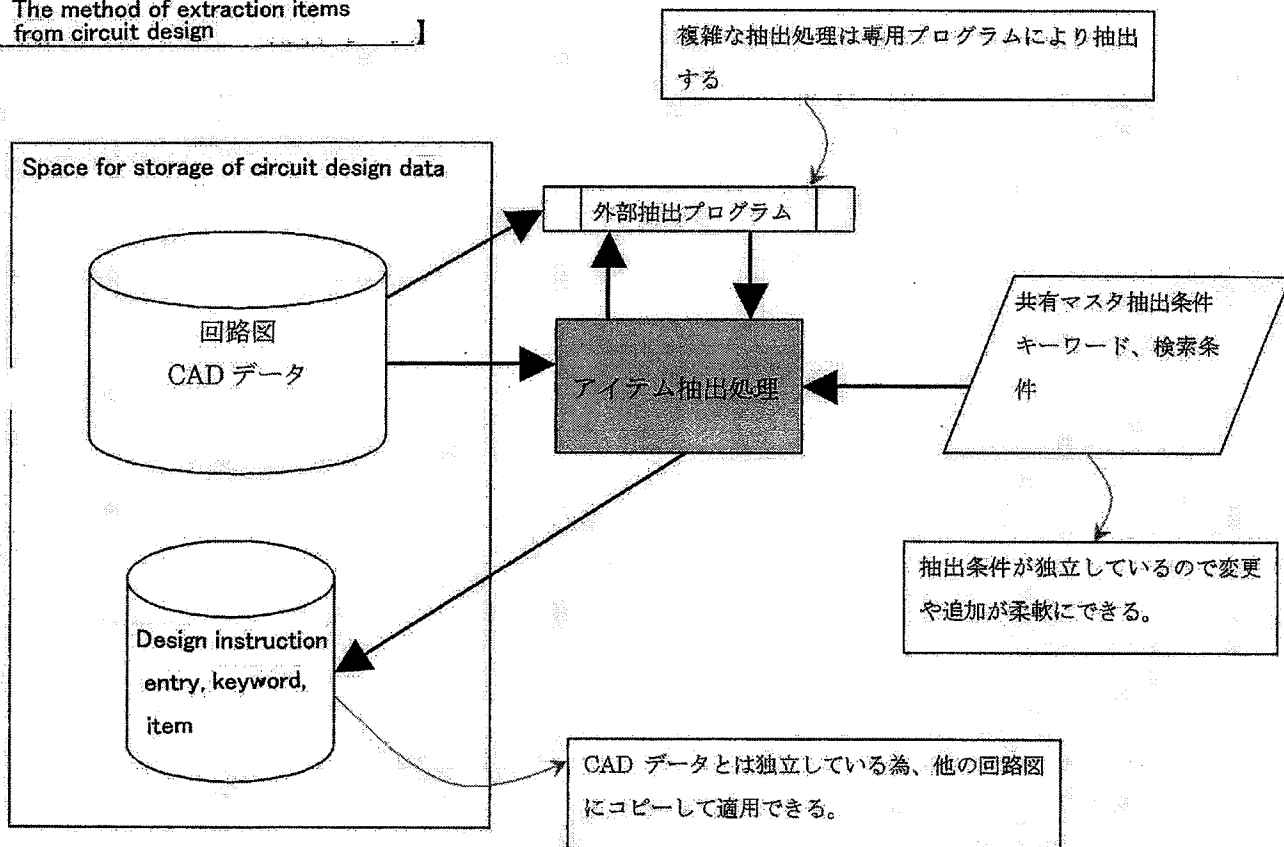 The method of extraction items
from circuit design 】
複雑な抽出処理は専用プログラムにより抽出
する
Space for storage of circuit design data
外部抽出プログラム
回路図
CAD データ
アイテム抽出処理
共有マスタ抽出条件
キーワード、検索条
件
抽出条件が独立しているので変更
や追加が柔軟にできる。
Design instruction
entry, keyword,
item
CAD データとは独立している為、他の回路図
にコピーして適用できる。